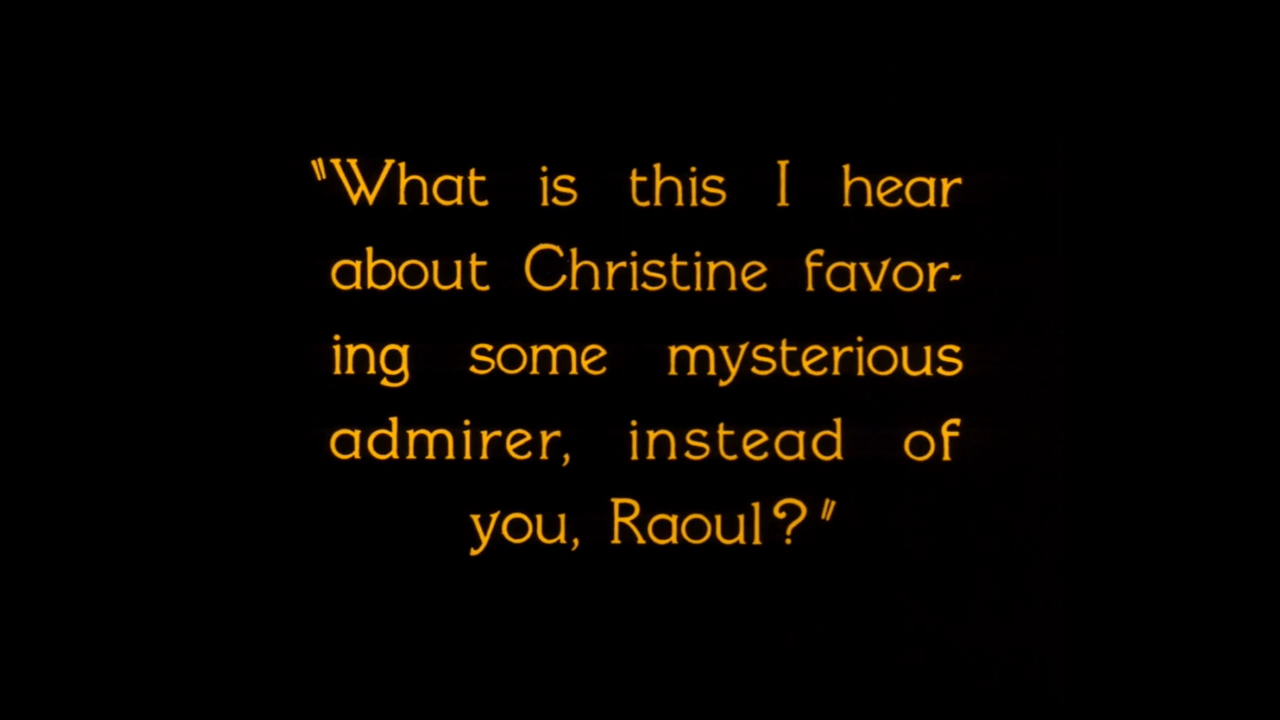 "What is this I hear
about Christine favor-
ing some mysterious
admirer, instead of
you, Raoul?"